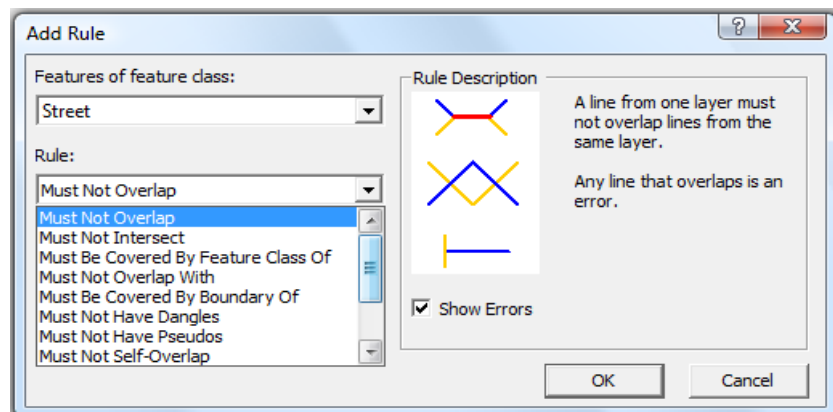 Add Rule
Features of feature class:
Street
Rule:
Must Not Overlap
Must Not Overlap
Must Not Intersect
Must Be Covered By Feature Class Of
Must Not Overlap With
Must Be Covered By Boundary Of
Must Not Have Dangles
Must Not Have Pseudos
Must Not Self-Overlap
Rule Description
A line from one layer must
not overlap lines from the
same layer.
Any line that overlaps is an
error.
Show Errors
OK
Cancel